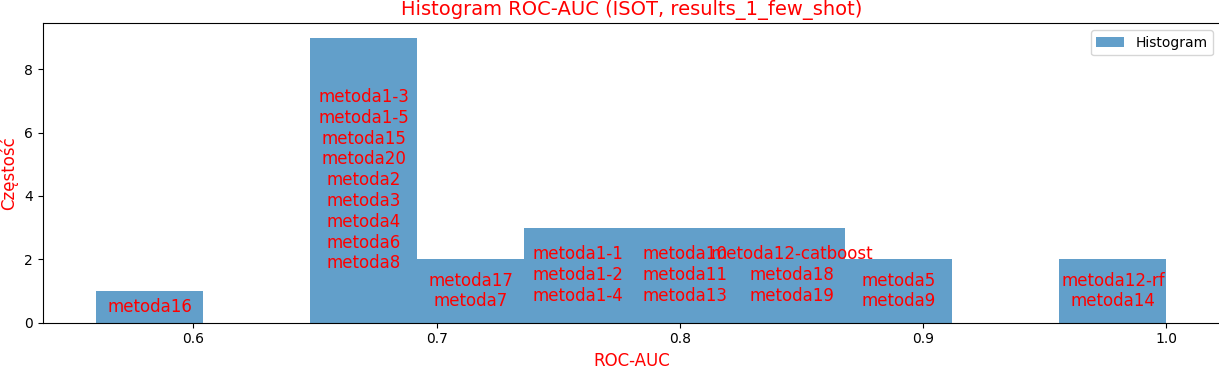 Histogram ROC-AUC (ISOT, results_1_few_shot)
Histogram
Częstość
8
6
4
2
0
metoda16
metoda1-3
metoda1-5
metoda15
metoda20
metoda2
metoda3
metoda4
metoda6
metoda8
metoda17
metoda7
metoda1-1
metoda1-2
metoda1-4
metoda10
metoda11
metoda13
metoda12-catboost
metoda18
metoda19
metoda5
metoda9
metoda12-rf
metoda14
0.6
0.7
0.8
0.9
1.0
ROC-AUC